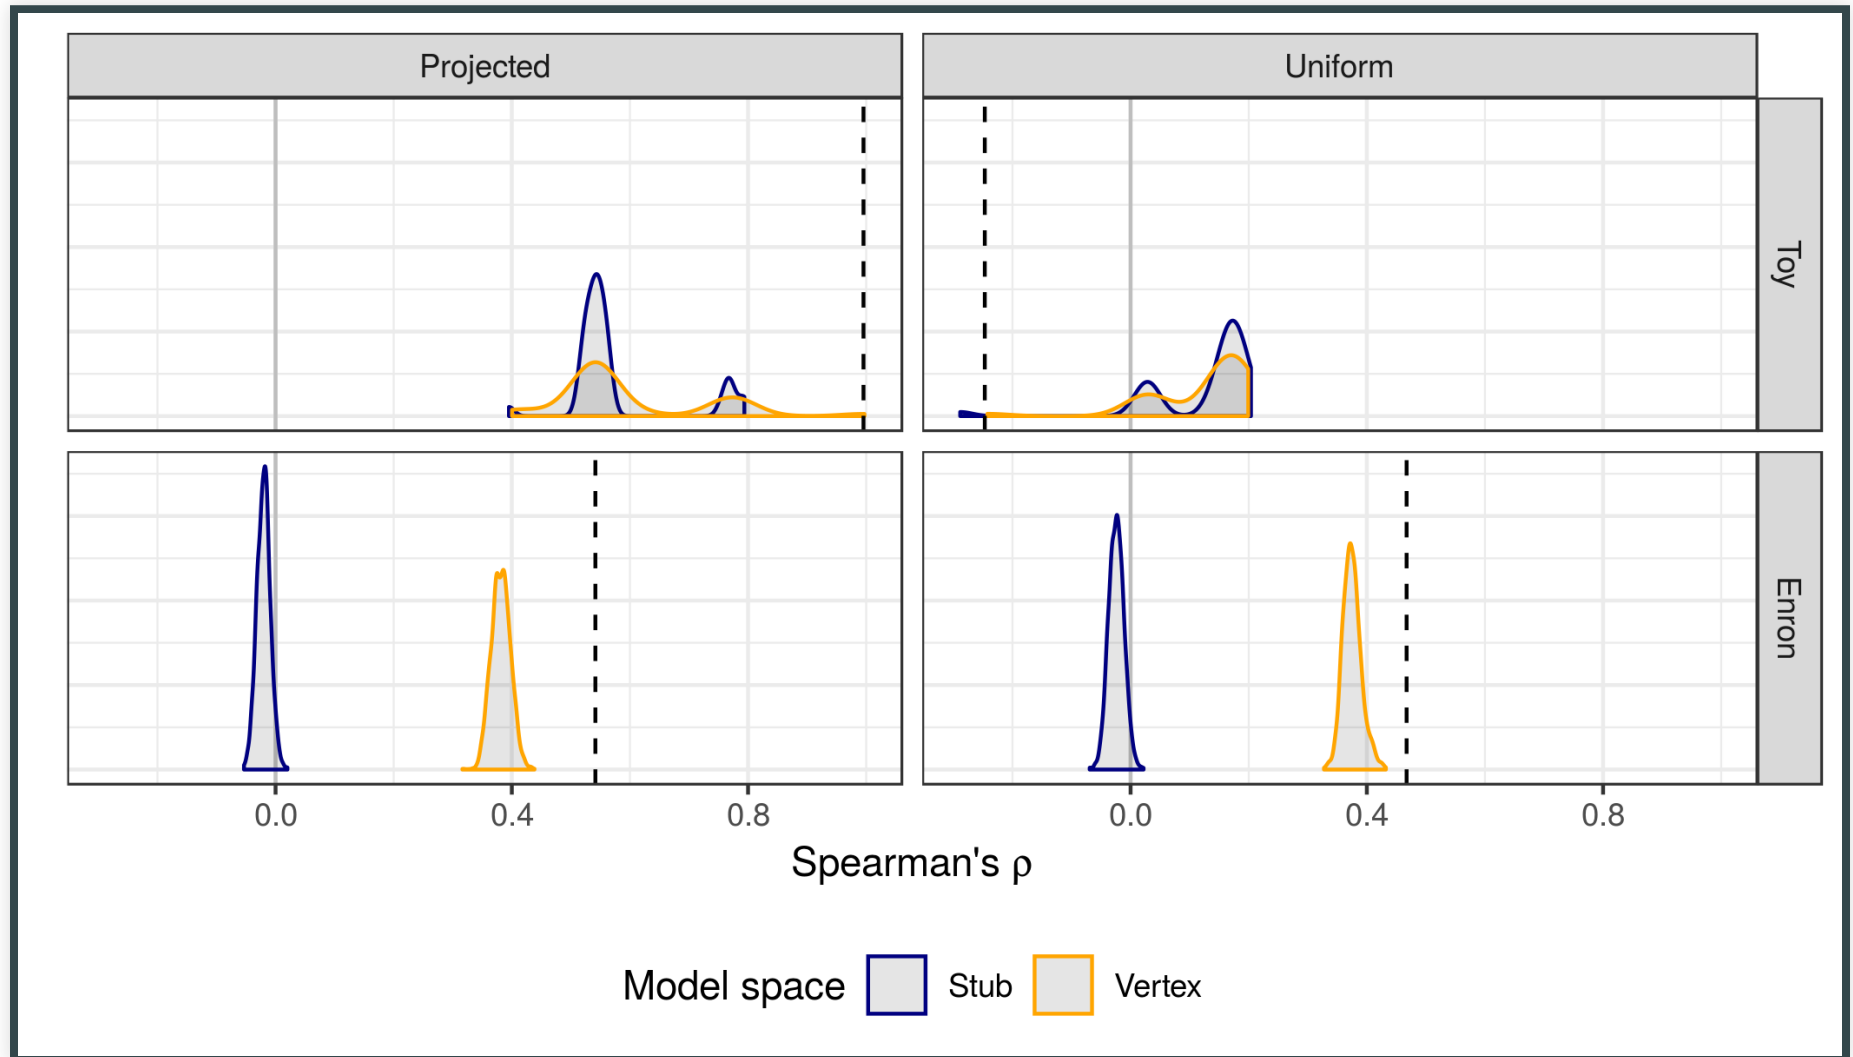 Projected
Uniform
Toy
Enron
0.0 0.4 0.8 0.0 0.4 0.8
Spearman's ρ
Model space Stub Vertex